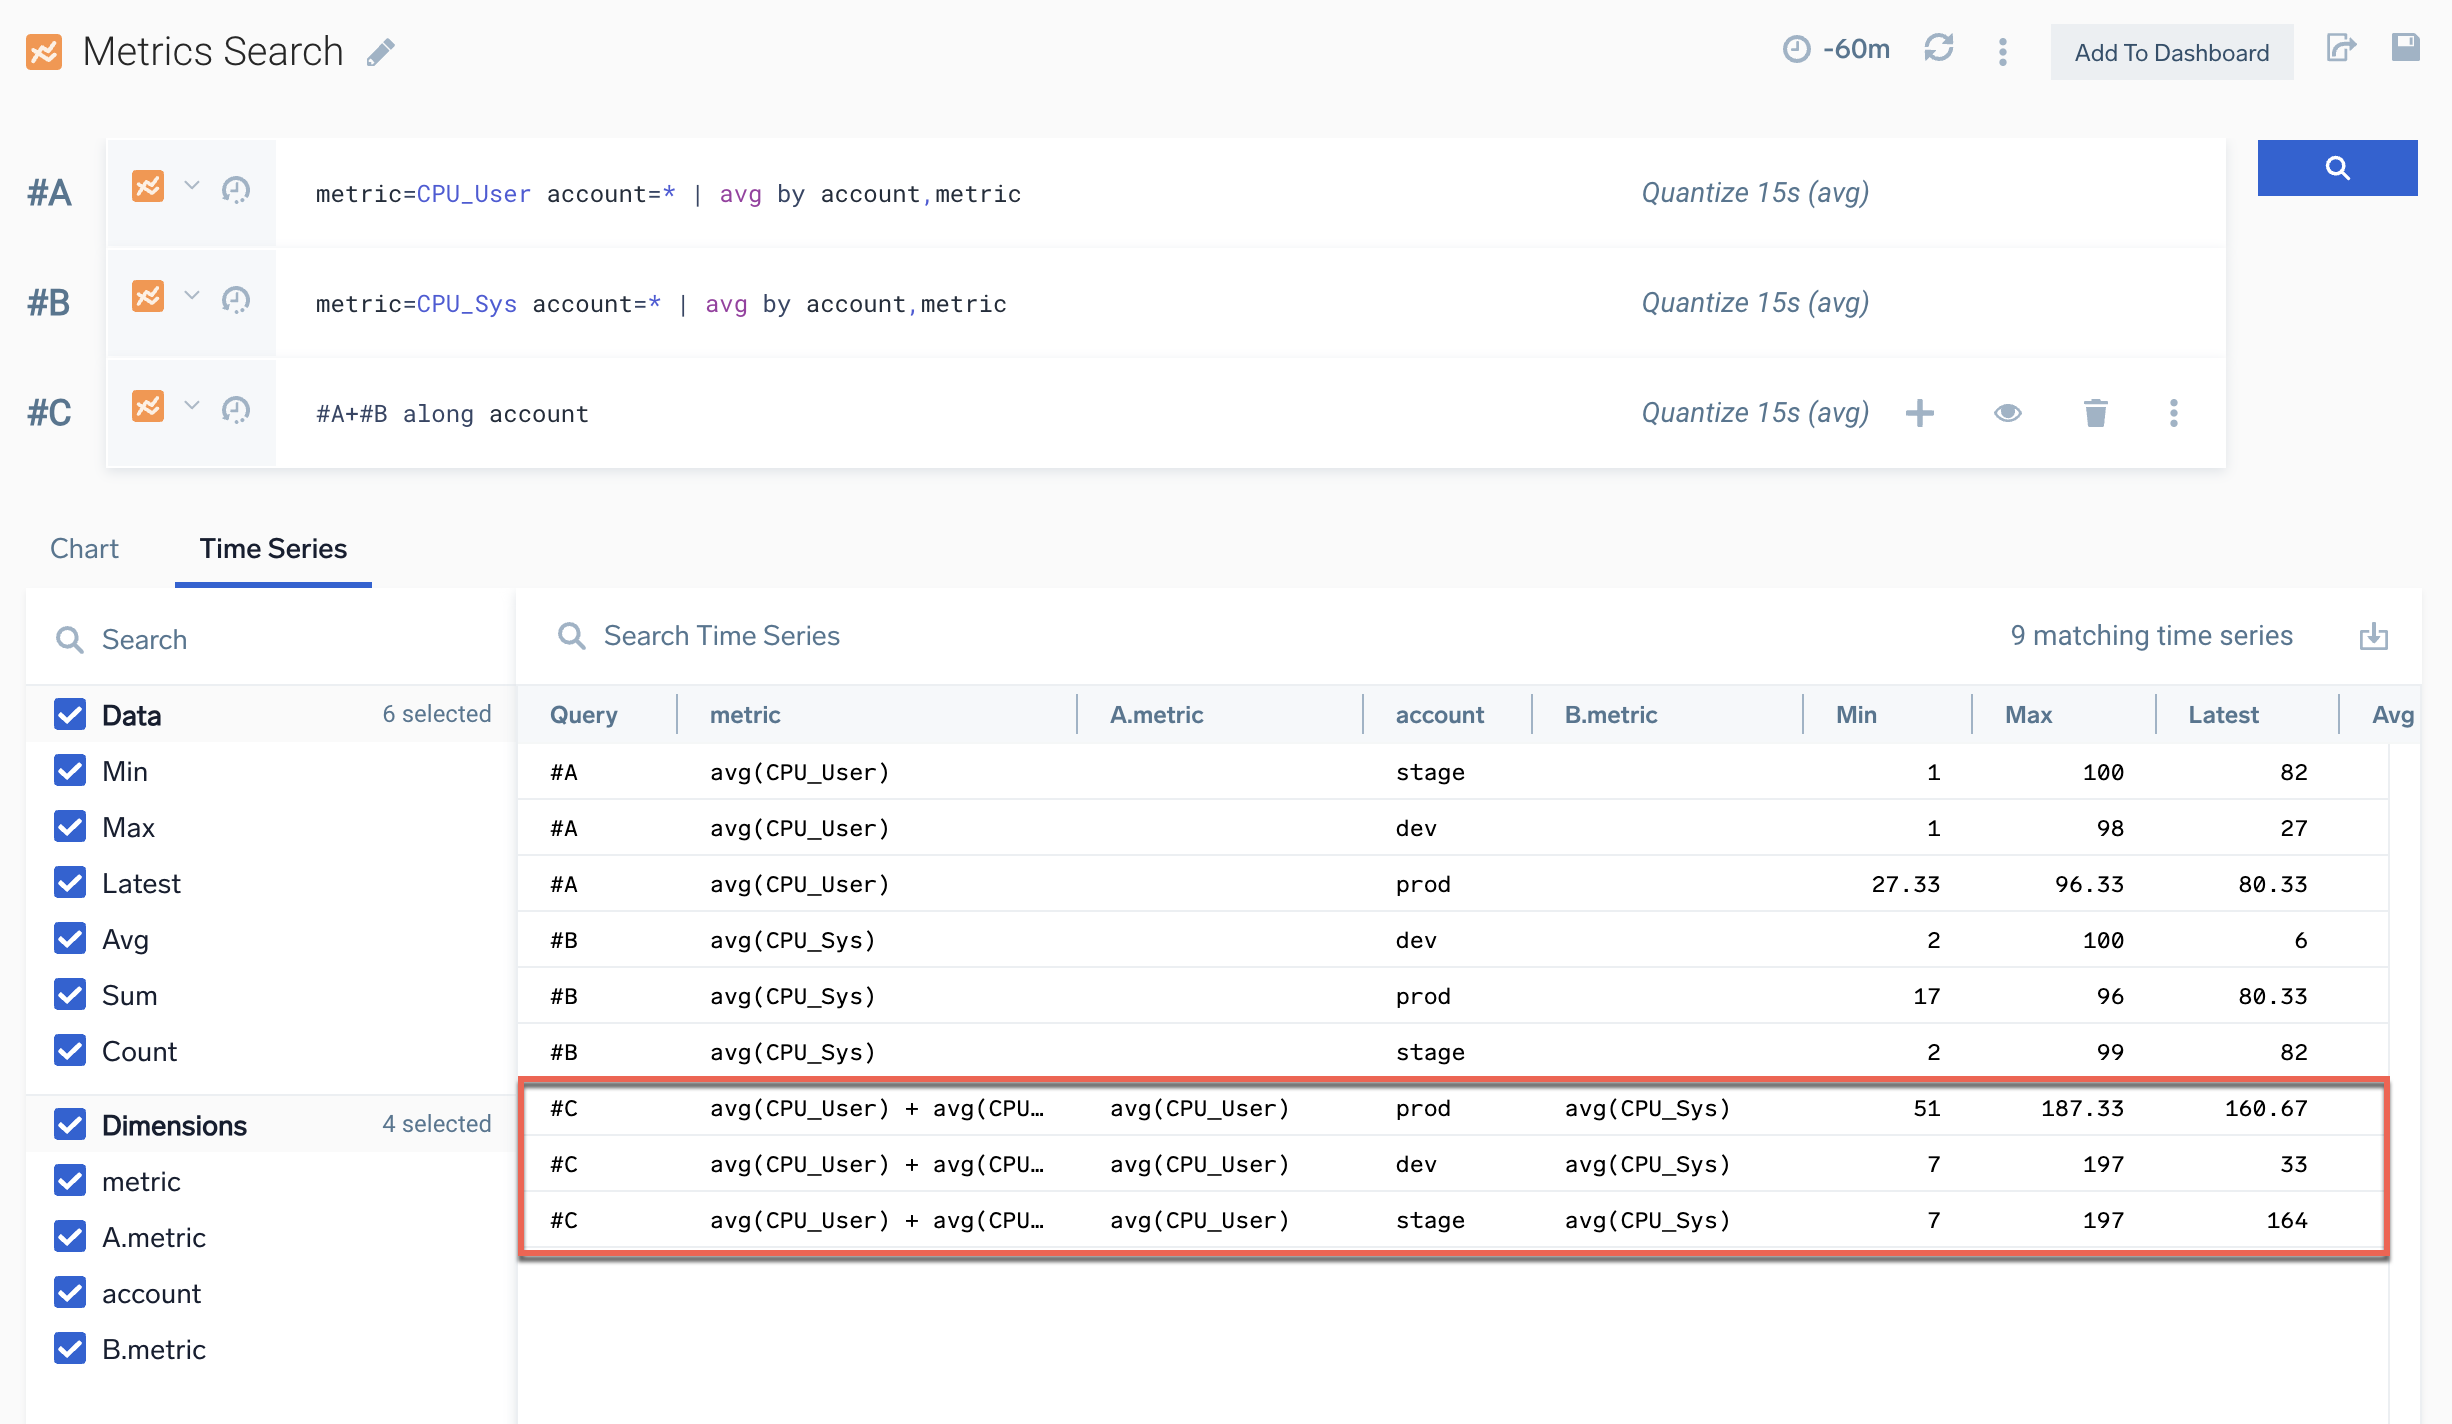 Metrics Search
-60m
Add To Dashboard
#A
metric=CPU_User account=* | avg by account,metric
Quantize 15s (avg)
#B
metric=CPU_Sys account=* | avg by account,metric
Quantize 15s (avg)
#C
#A+#B along account
Quantize 15s (avg)
Chart
Time Series
Search
Search Time Series
9 matching time series
Data 6 selected
Min
Max
Latest
Avg
Sum
Count
Dimensions 4 selected
metric
A.metric
account
B.metric
Query metric A.metric account B.metric Min Max Latest Avg
#A avg(CPU_User) stage 1 100 82
#A avg(CPU_User) dev 1 98 27
#A avg(CPU_User) prod 27.33 96.33 80.33
#B avg(CPU_Sys) dev 2 100 6
#B avg(CPU_Sys) prod 17 96 80.33
#B avg(CPU_Sys) stage 2 99 82
#C avg(CPU_User) + avg(CPU… avg(CPU_User) prod avg(CPU_Sys) 51 187.33 160.67
#C avg(CPU_User) + avg(CPU… avg(CPU_User) dev avg(CPU_Sys) 7 197 33
#C avg(CPU_User) + avg(CPU… avg(CPU_User) stage avg(CPU_Sys) 7 197 164